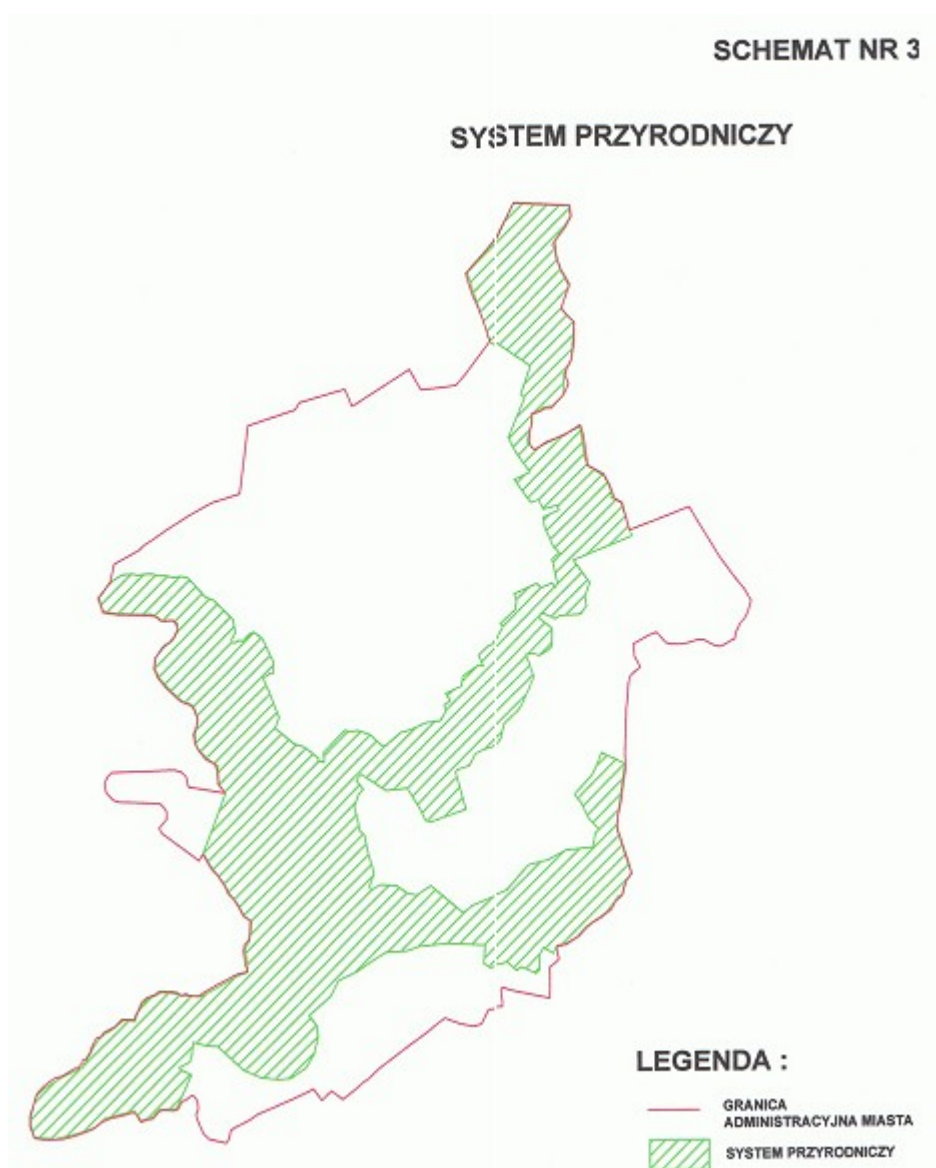 SCHEMAT NR 3
SYSTEM PRZYRODNICZY
LEGENDA :
GRANICA
ADMINISTRACYJNA MIASTA
SYSTEM PRZYRODNICZY